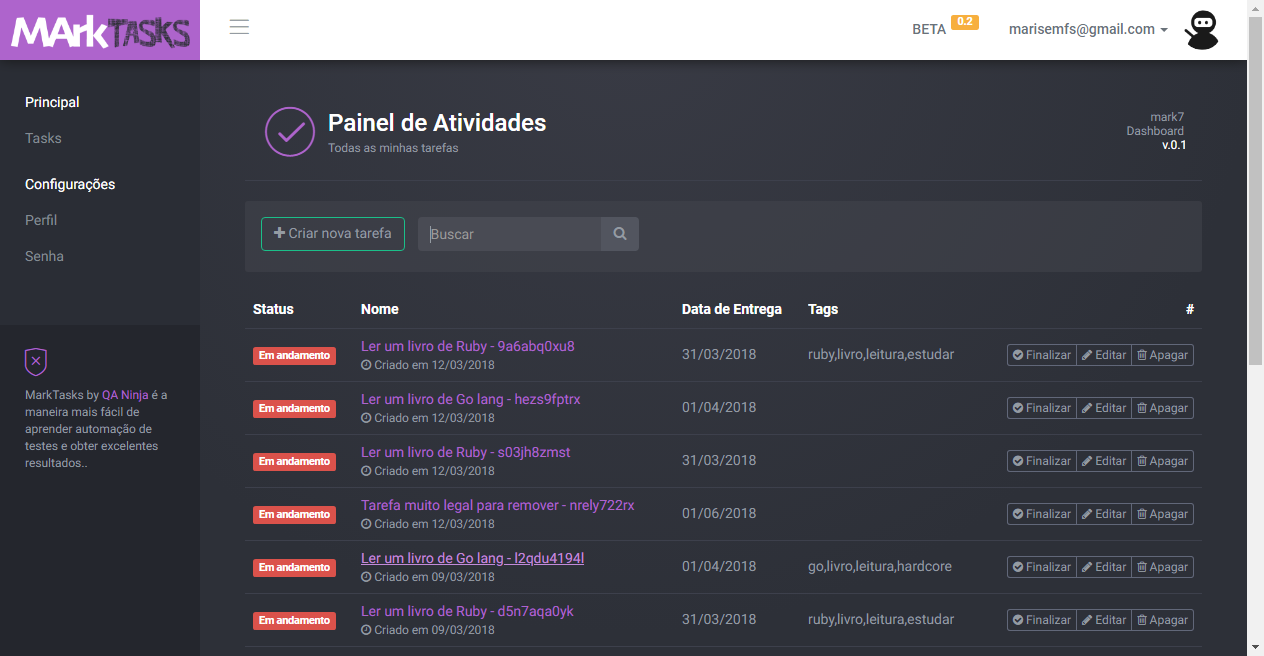 MArkTASKS
BETA 0.2 marisemfs@gmail.com
Principal
Tasks
Configurações
Perfil
Senha
MarkTasks by QA Ninja é a
maneira mais fácil de
aprender automação de
testes e obter excelentes
resultados..
Painel de Atividades
Todas as minhas tarefas
mark7
Dashboard
v.0.1
Criar nova tarefa Buscar
Status Nome Data de Entrega Tags #
Em andamento Ler um livro de Ruby - 9a6abq0xu8 31/03/2018 ruby,livro,leitura,estudar Finalizar Editar Apagar
Criado em 12/03/2018
Em andamento Ler um livro de Go lang - hezs9fptrx 01/04/2018 Finalizar Editar Apagar
Criado em 12/03/2018
Em andamento Ler um livro de Ruby - s03jh8zmst 31/03/2018 Finalizar Editar Apagar
Criado em 12/03/2018
Em andamento Tarefa muito legal para remover - nrely722rx 01/06/2018 Finalizar Editar Apagar
Criado em 12/03/2018
Em andamento Ler um livro de Go lang - l2qdu4194l 01/04/2018 go,livro,leitura,hardcore Finalizar Editar Apagar
Criado em 09/03/2018
Em andamento Ler um livro de Ruby - d5n7aqa0yk 31/03/2018 ruby,livro,leitura,estudar Finalizar Editar Apagar
Criado em 09/03/2018